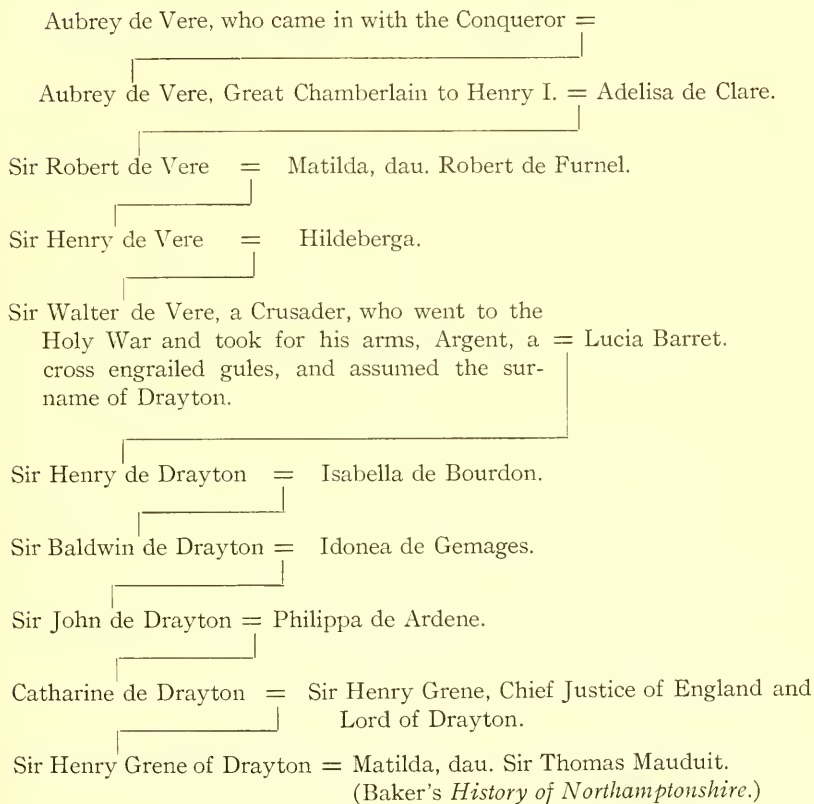 Aubrey de Vere, who came in with the Conqueror =
Aubrey de Vere, Great Chamberlain to Henry I. = Adelisa de Clare.
Sir Robert de Vere = Matilda, dau. Robert de Furnel.
Sir Henry de Vere = Hildeberga.
Sir Walter de Vere, a Crusader, who went to the
Holy War and took for his arms, Argent, a = Lucia Barret.
cross engrailed gules, and assumed the sur-
name of Drayton.
Sir Henry de Drayton = Isabella de Bourdon.
Sir Baldwin de Drayton = Idonea de Gemages.
Sir John de Drayton = Philippa de Ardene.
Catharine de Drayton = Sir Henry Grene, Chief Justice of England and
Lord of Drayton.
Sir Henry Grene of Drayton = Matilda, dau. Sir Thomas Mauduit.
(Baker's History of Northamptonshire.)